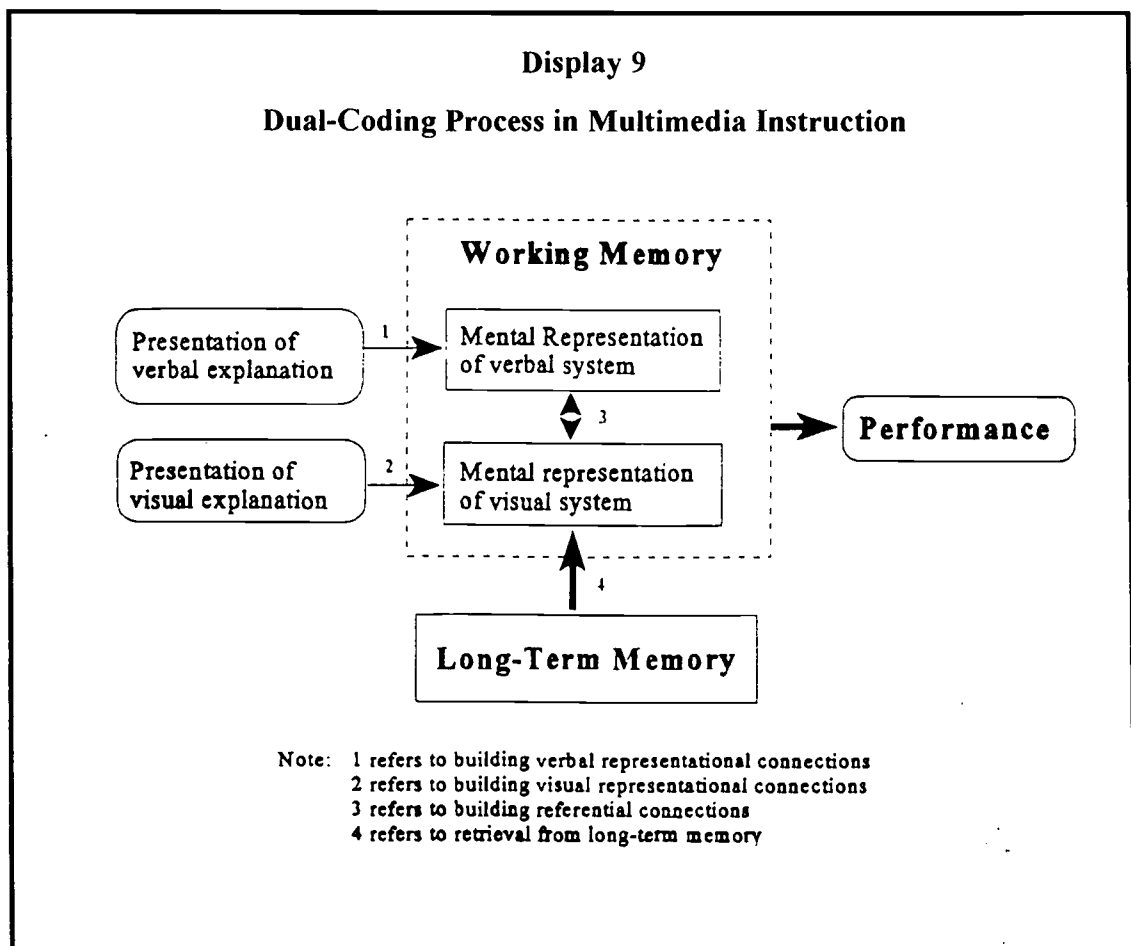 Display 9
Dual-Coding Process in Multimedia Instruction
Working Memory
Presentation of
verbal explanation
1
Mental Representation
of verbal system
3
Performance
Presentation of
visual explanation
2
Mental representation
of visual system
4
Long-Term Memory
Note: 1 refers to building verbal representational connections
2 refers to building visual representational connections
3 refers to building referential connections
4 refers to retrieval from long-term memory